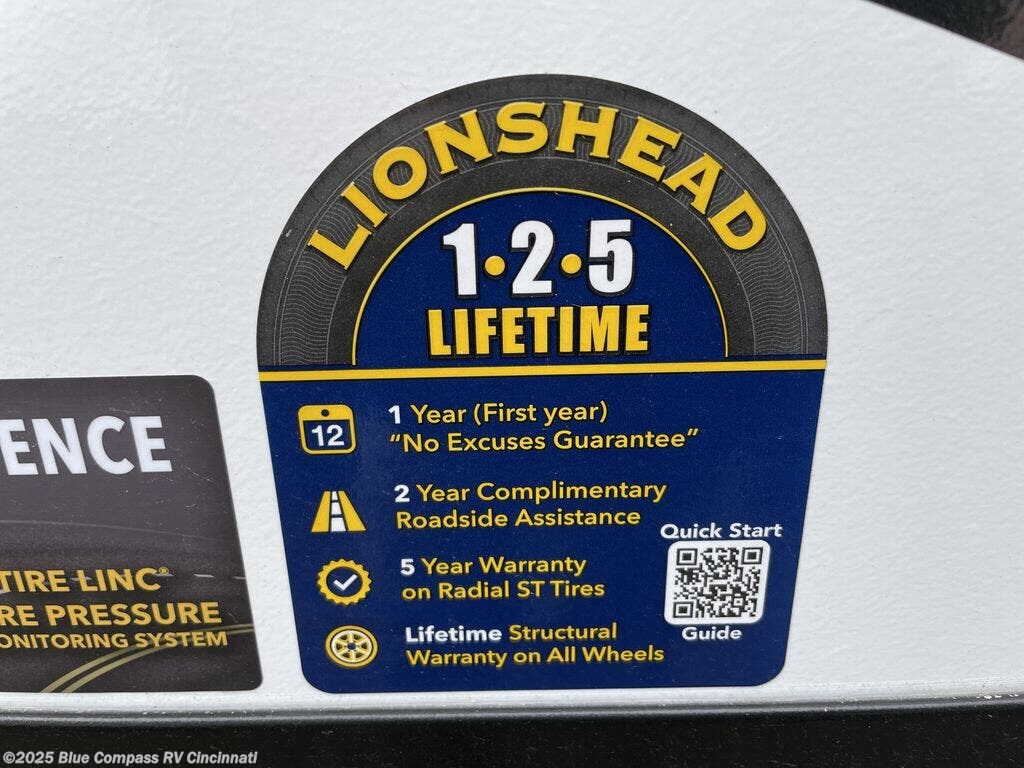 LIONSHEAD
1•2•5
LIFETIME
12
1 Year (First year)
“No Excuses Guarantee”
2 Year Complimentary
Roadside Assistance
5 Year Warranty
on Radial ST Tires
Lifetime Structural
Warranty on All Wheels
Quick Start
Guide
ENCE
TIRE LINC®
RE PRESSURE
ONITORING SYSTEM
©2025 Blue Compass RV Cincinnati